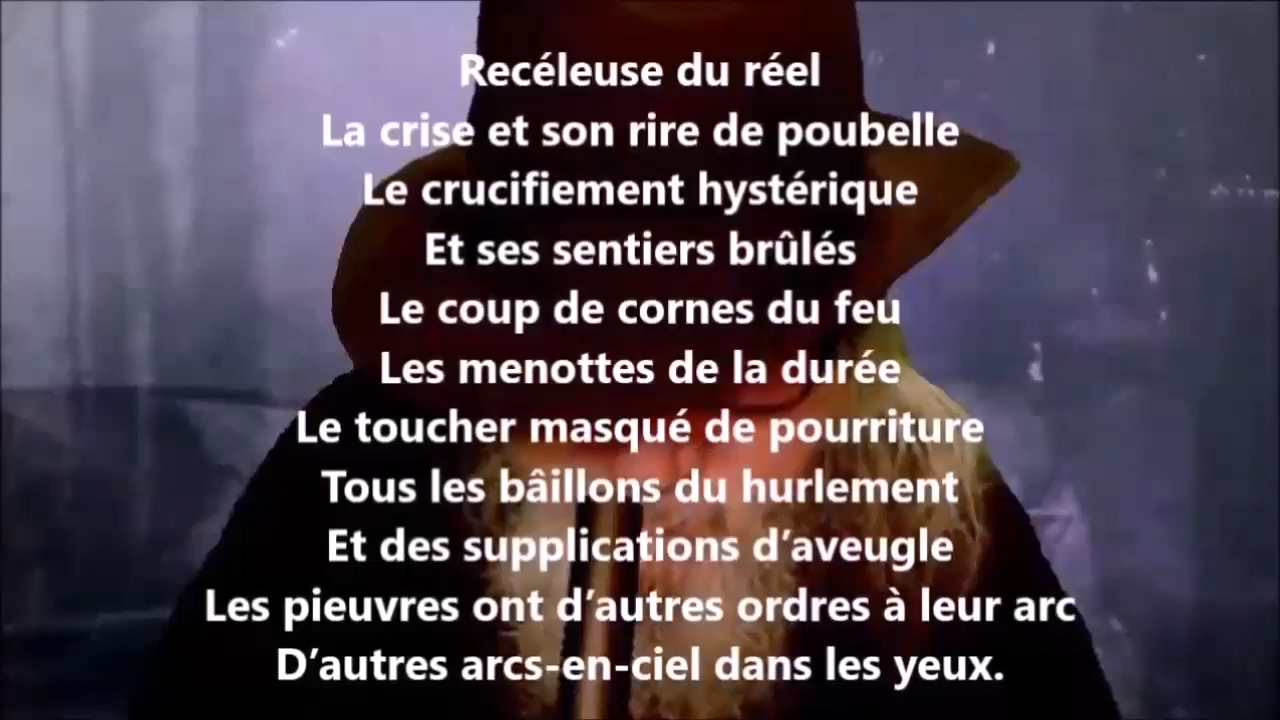 Recéleuse du réel
La crise et son rire de poubelle
Le crucifiement hystérique
Et ses sentiers brûlés
Le coup de cornes du feu
Les menottes de la durée
Le toucher masqué de pourriture
Tous les bâillons du hurlement
Et des supplications d’aveugle
Les pieuvres ont d’autres ordres à leur arc
D’autres arcs-en-ciel dans les yeux.